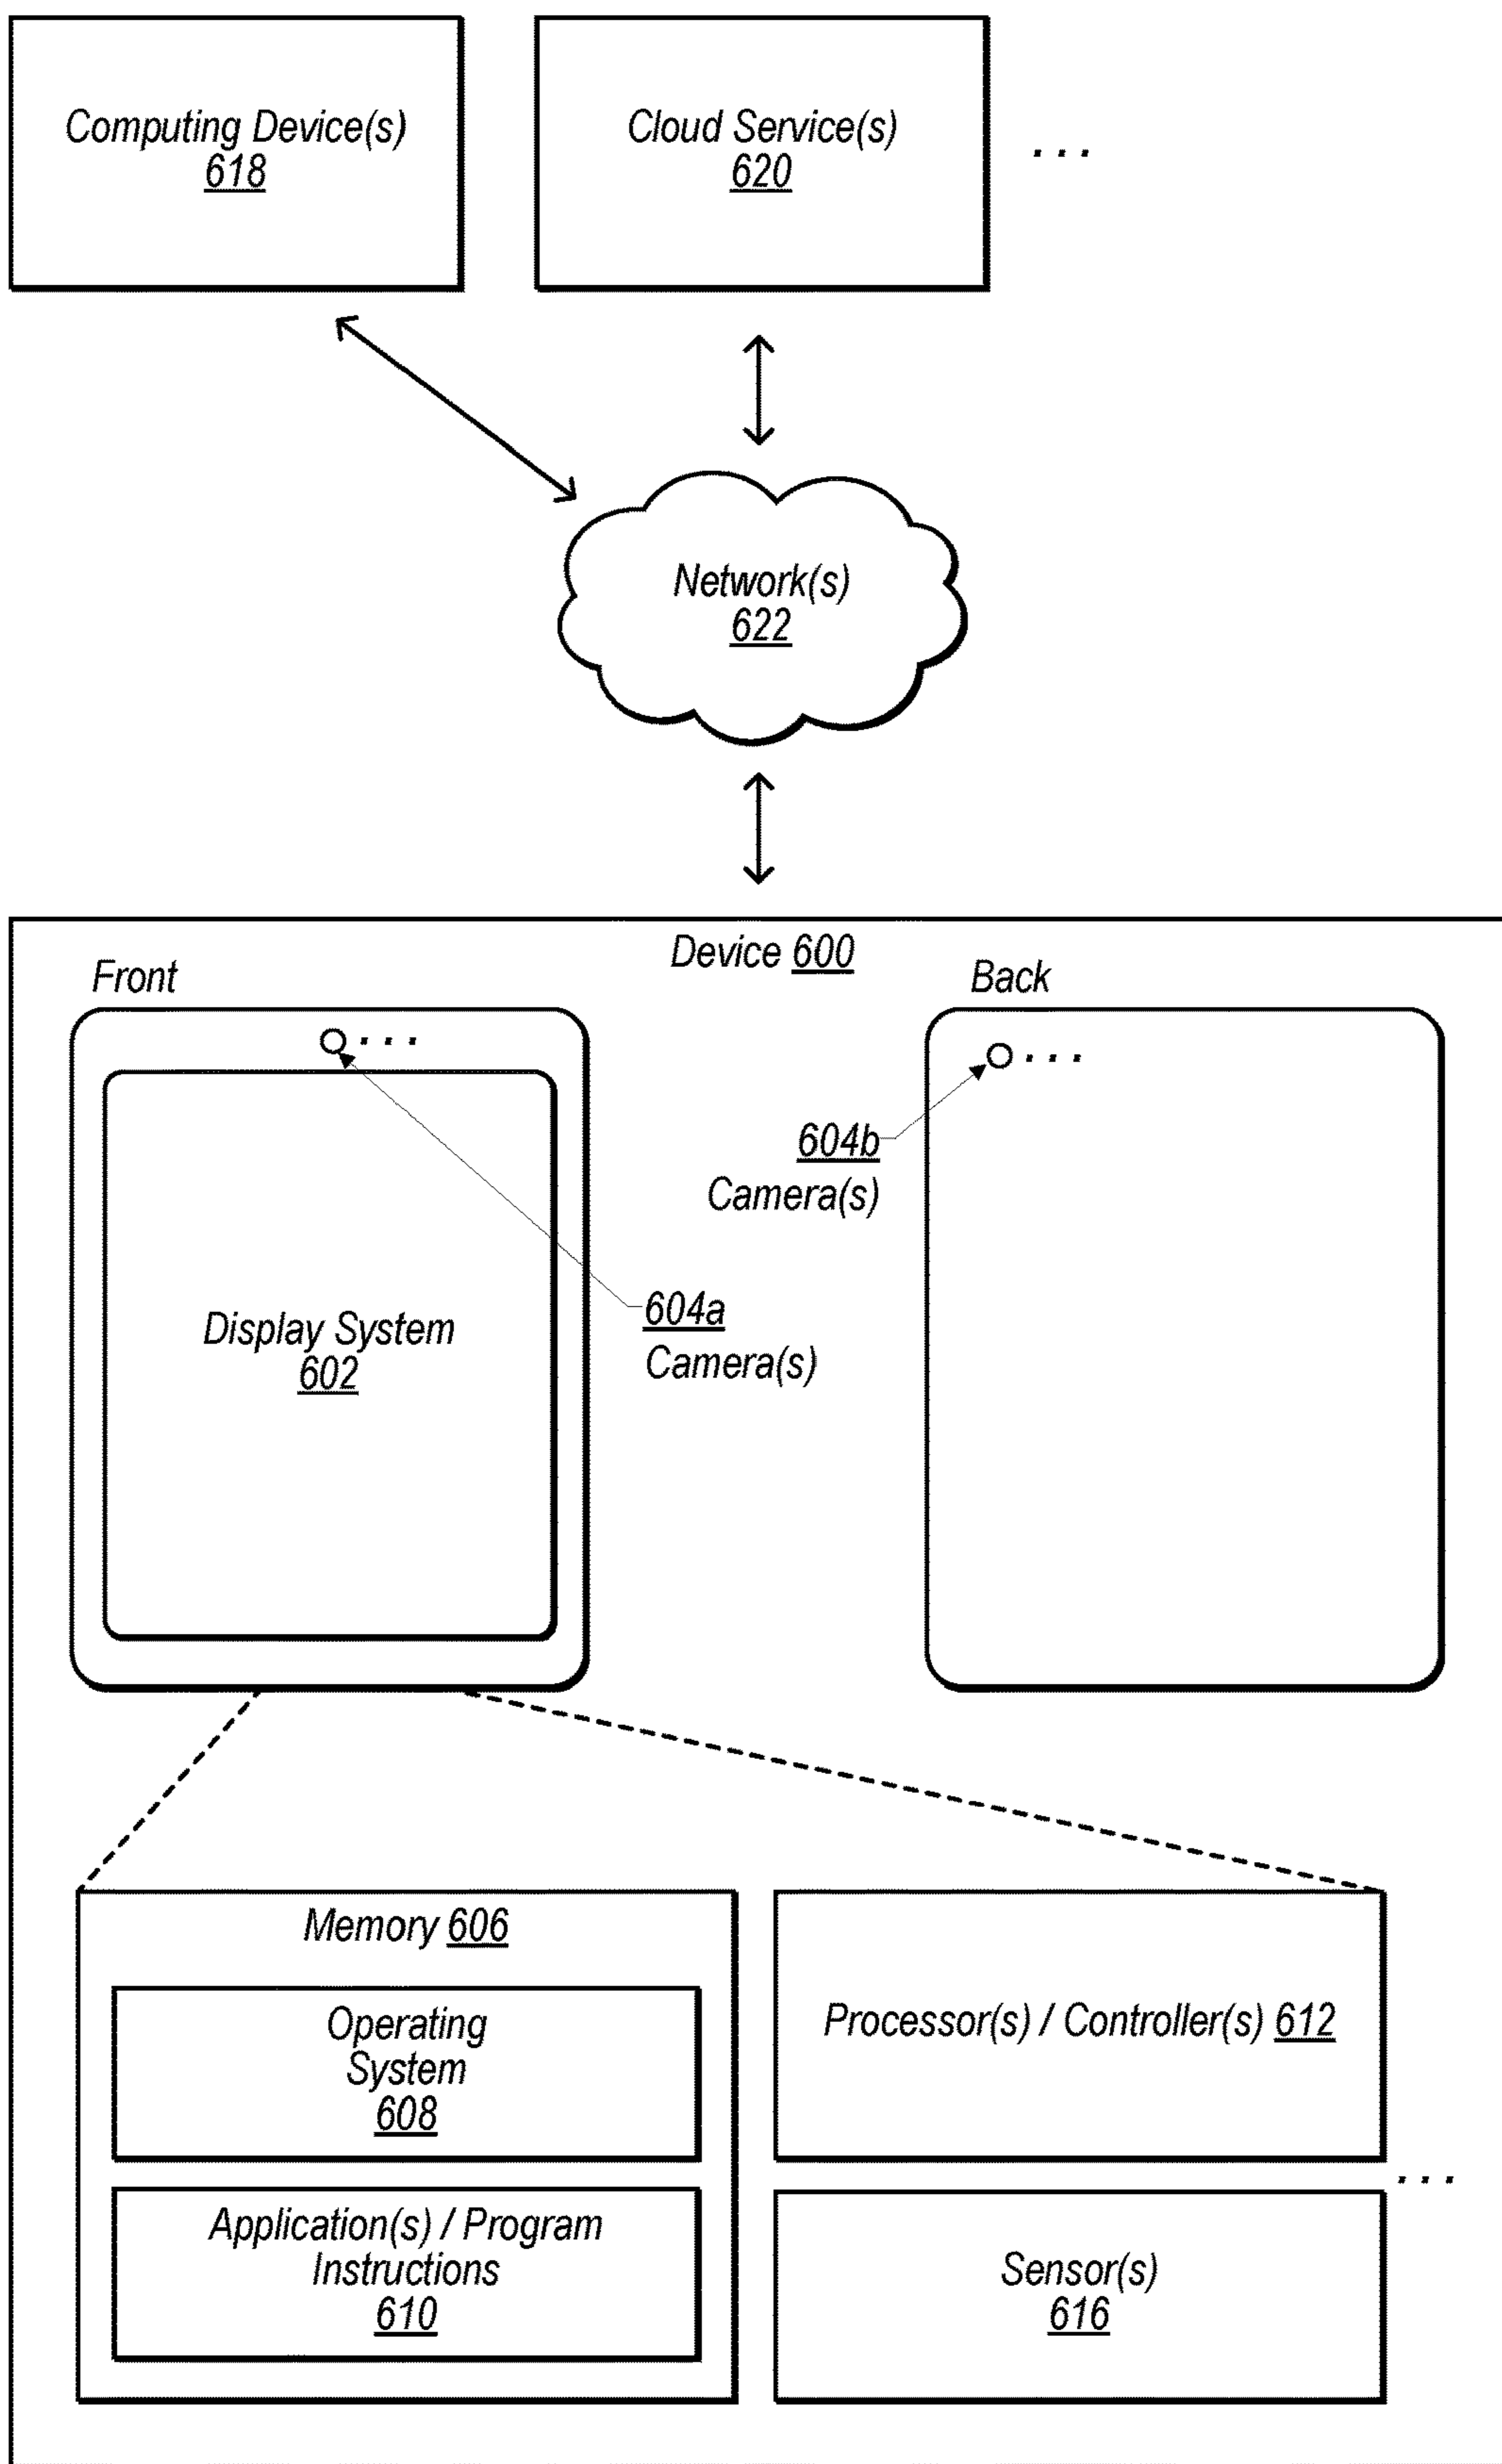 Computing Device(s)
618
Cloud Service(s)
620
. . .
Network(s)
622
Device 600
Front
Back
. . .
. . .
604b
Camera(s)
604a
Camera(s)
Display System
602
Memory 606
Operating
System
608
Application(s) / Program
Instructions
610
Processor(s) / Controller(s) 612
. . .
Sensor(s)
616